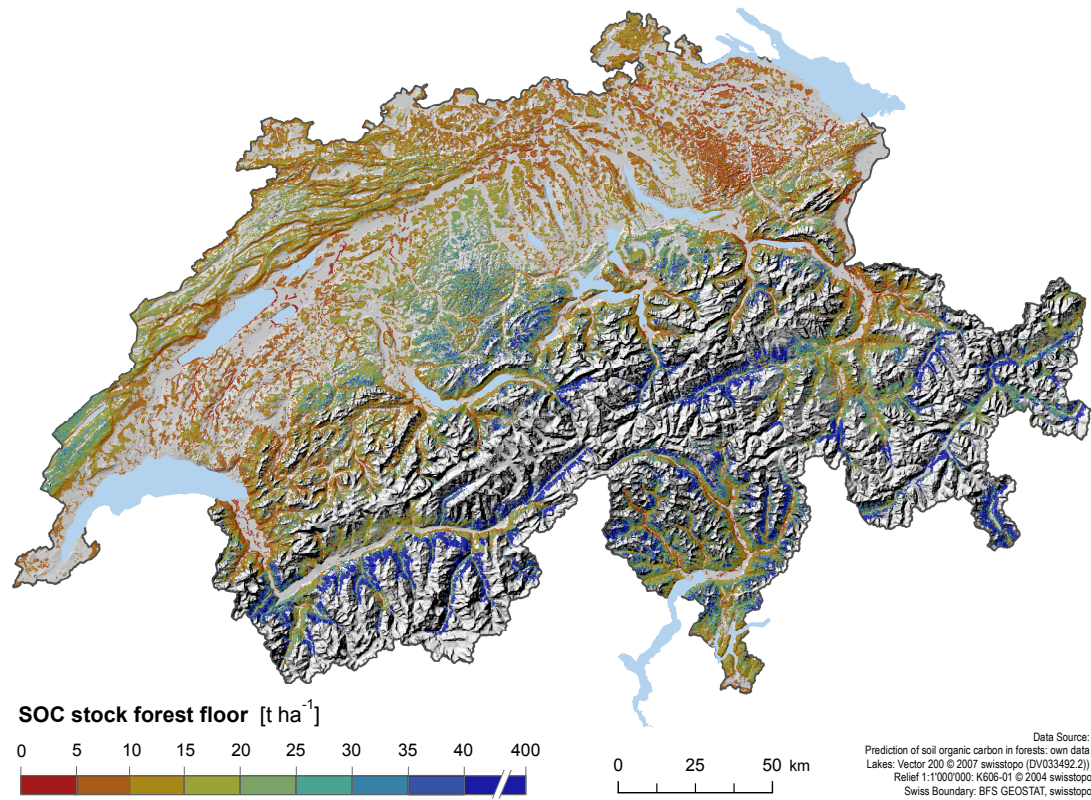 SOC stock forest floor [t ha-1]
0 5 10 15 20 25 30 35 40 400
0 25 50 km
Data Source:
Prediction of soil organic carbon in forests: own data
Lakes: Vector 200 © 2007 swisstopo (DV033492.2))
Relief 1:1'000'000: K606-01 © 2004 swisstopo
Swiss Boundary: BFS GEOSTAT, swisstopo